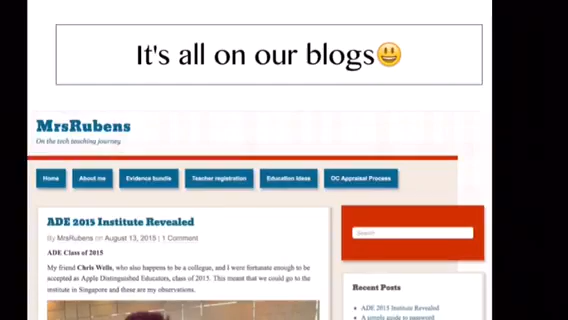 It's all on our blogs😃
MrsRubens
On the tech teaching journey
Home About me Evidence bundle Teacher registration Education Ideas OC Appraisal Process
ADE 2015 Institute Revealed
By MrsRubens on August 13, 2015 | 1 Comment
ADE Class of 2015
My friend Chris Wells, who also happens to be a collegue, and I were fortunate enough to be
accepted as Apple Distinguished Educators, class of 2015. This meant that we could go to the
institute in Singapore and these are my observations.
Search
Recent Posts
ADE 2015 Institute Revealed
A simple guide to password